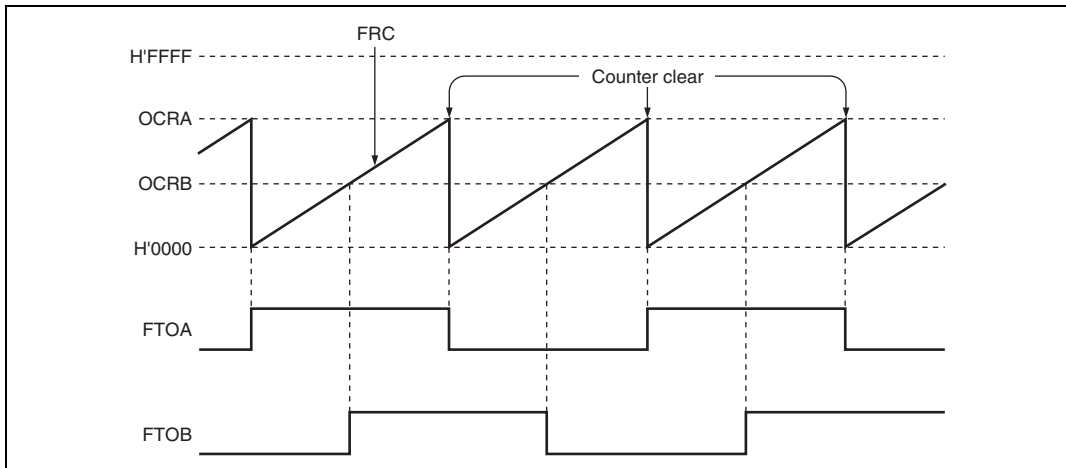 FRC
H'FFFF
Counter clear
OCRA
OCRB
H'0000
FTOA
FTOB